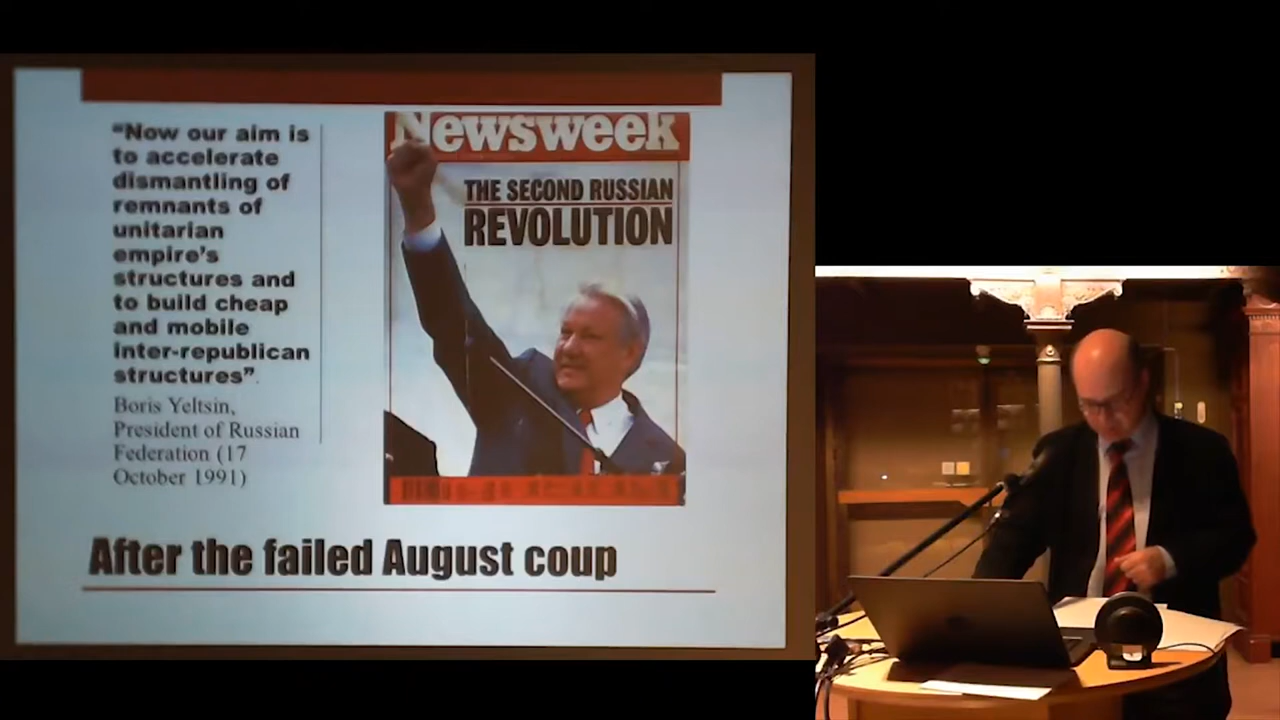 “Now our aim is
to accelerate
dismantling of
remnants of
unitarian
empire’s
structures and
to build cheap
and mobile
inter-republican
structures”.
Boris Yeltsin,
President of Russian
Federation (17
October 1991)
Newsweek
THE SECOND RUSSIAN
REVOLUTION
After the failed August coup